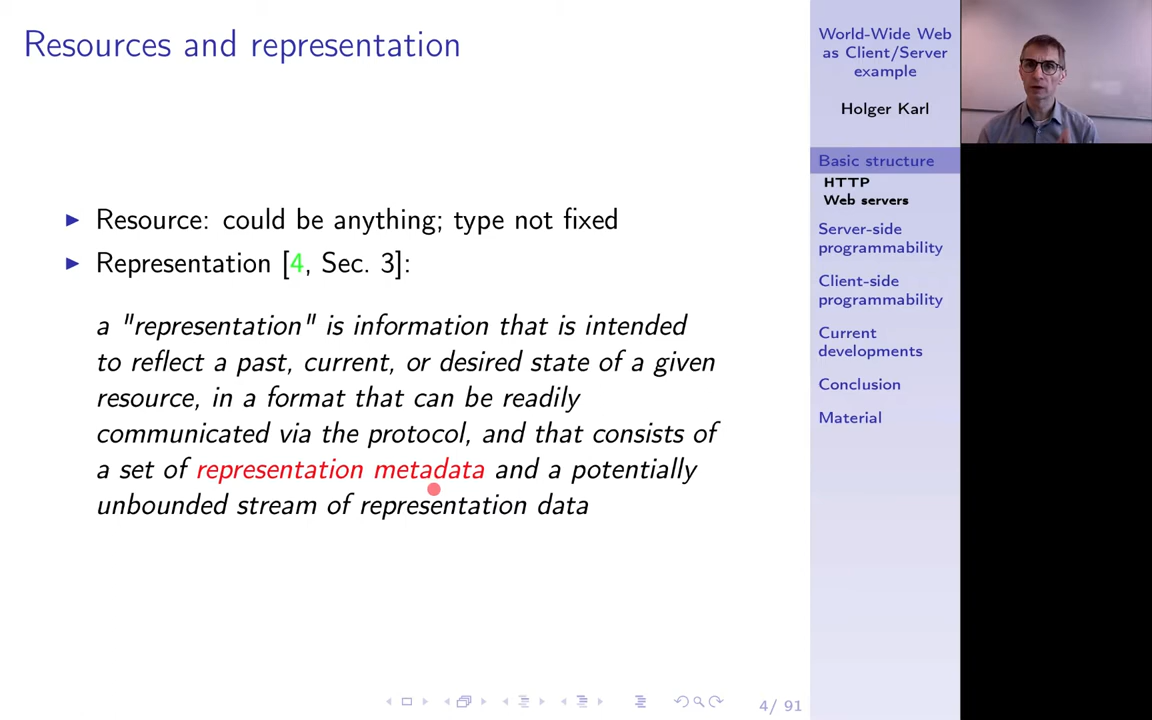 Resources and representation
Resource: could be anything; type not fixed
Representation [4, Sec. 3]:
a "representation" is information that is intended
to reflect a past, current, or desired state of a given
resource, in a format that can be readily
communicated via the protocol, and that consists of
a set of representation metadata and a potentially
unbounded stream of representation data
4/ 91
World-Wide Web
as Client/Server
example
Holger Karl
Basic structure
HTTP
Web servers
Server-side
programmability
Client-side
programmability
Current
developments
Conclusion
Material